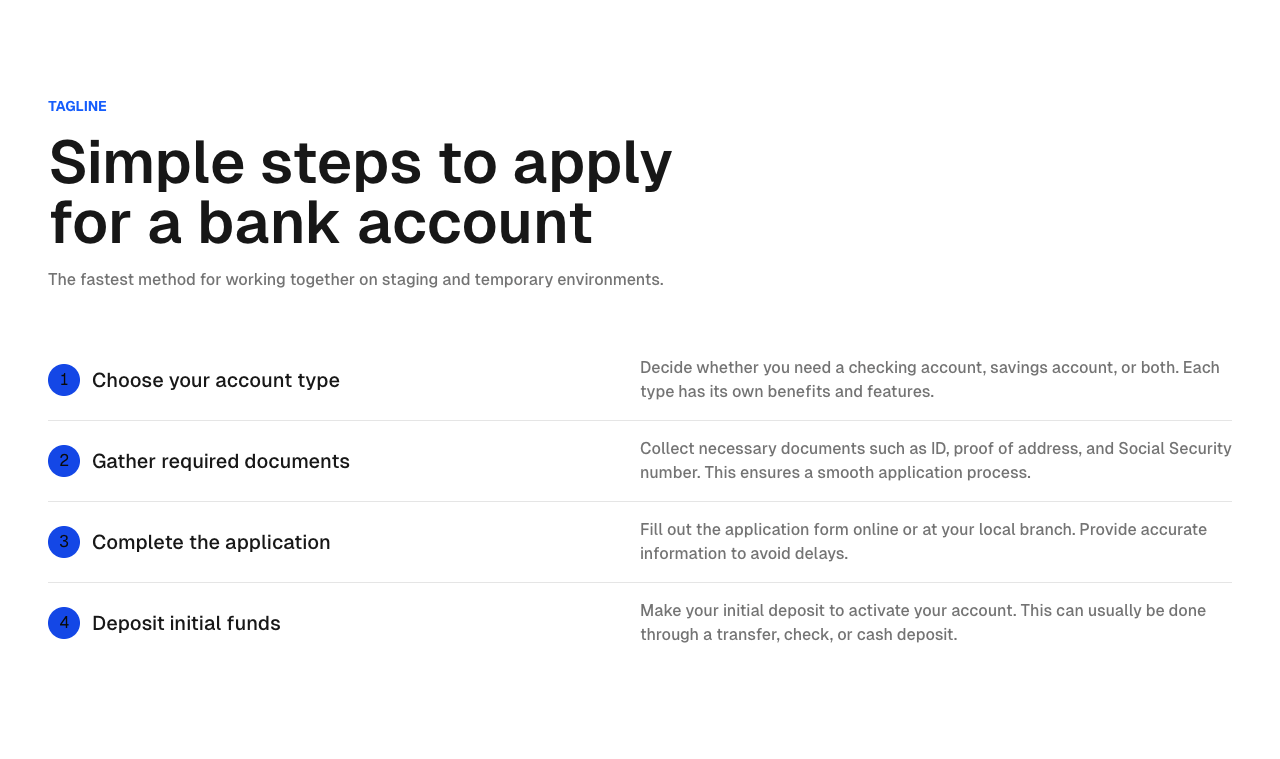 TAGLINE
Simple steps to apply
for a bank account
The fastest method for working together on staging and temporary environments.
1 Choose your account type
Decide whether you need a checking account, savings account, or both. Each
type has its own benefits and features.
2 Gather required documents
Collect necessary documents such as ID, proof of address, and Social Security
number. This ensures a smooth application process.
3 Complete the application
Fill out the application form online or at your local branch. Provide accurate
information to avoid delays.
4 Deposit initial funds
Make your initial deposit to activate your account. This can usually be done
through a transfer, check, or cash deposit.